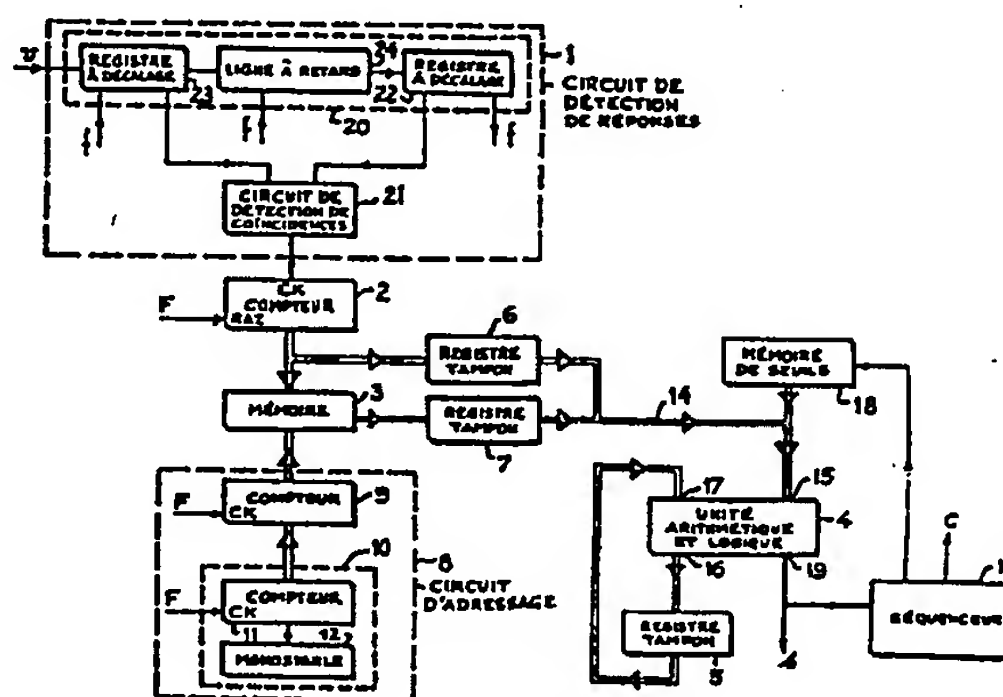 v
REGISTRE
À DÉCALAGE
23
LIGNE À RETARD
24
REGISTRE
À DÉCALAGE
22
1
CIRCUIT DE
DÉTECTION
DE RÉPONSES
f
f
20
f
CIRCUIT DE
DÉTECTION DE
COÏNCIDENCES
21
F
CK
COMPTEUR
RAZ
2
6
REGISTRE
TAMPON
MÉMOIRE
3
REGISTRE
TAMPON
7
14
MÉMOIRE
DE SEUILS
18
F
COMPTEUR
CK
9
8
CIRCUIT
D'ADRESSAGE
10
F
COMPTEUR
CK
11
12
MONOSTABLE
17
15
UNITÉ
ARITHMÉTIQUE
ET LOGIQUE
4
16
19
REGISTRE
TAMPON
5
C
SÉQUENCEUR